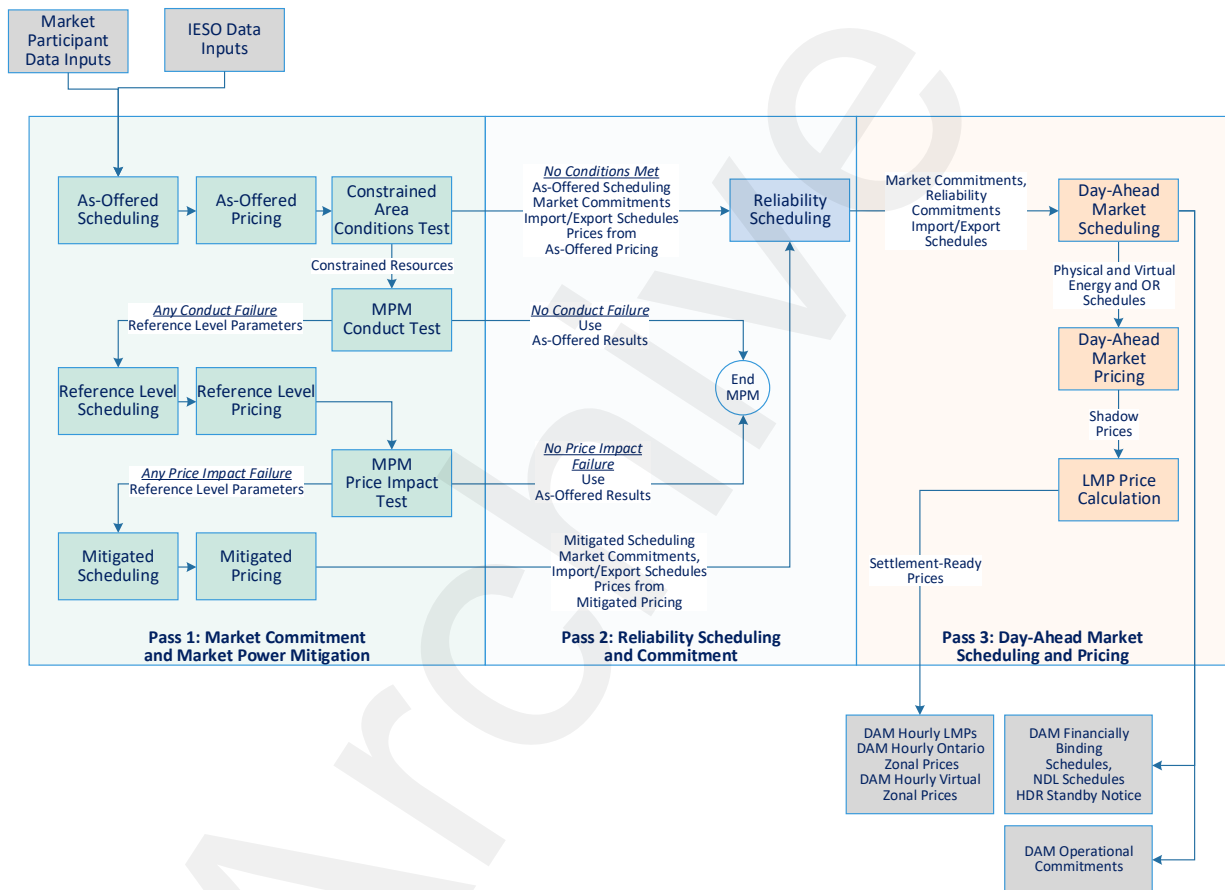 Market
Participant
Data Inputs
IESO Data
Inputs
As-Offered
Scheduling
As-Offered
Pricing
Constrained
Area
Conditions Test
No Conditions Met
As-Offered Scheduling
Market Commitments
Import/Export Schedules
Prices from
As-Offered Pricing
Reliability
Scheduling
Market Commitments,
Reliability
Commitments
Import/Export
Schedules
Day-Ahead
Market
Scheduling
Constrained Resources
Physical and Virtual
Energy and OR
Schedules
Any Conduct Failure
Reference Level Parameters
MPM
Conduct Test
No Conduct Failure
Use
As-Offered Results
Day-Ahead
Market
Pricing
Reference Level
Scheduling
Reference Level
Pricing
End
MPM
Shadow
Prices
Any Price Impact Failure
Reference Level Parameters
MPM
Price Impact
Test
No Price Impact
Failure
Use
As-Offered Results
LMP Price
Calculation
Mitigated
Scheduling
Mitigated
Pricing
Mitigated Scheduling
Market Commitments,
Import/Export Schedules
Prices from
Mitigated Pricing
Settlement-Ready
Prices
Pass 1: Market Commitment
and Market Power Mitigation
Pass 2: Reliability Scheduling
and Commitment
Pass 3: Day-Ahead Market
Scheduling and Pricing
DAM Hourly LMPs
DAM Hourly Ontario
Zonal Prices
DAM Hourly Virtual
Zonal Prices
DAM Financially
Binding
Schedules,
NDL Schedules
HDR Standby Notice
DAM Operational
Commitments
Archive